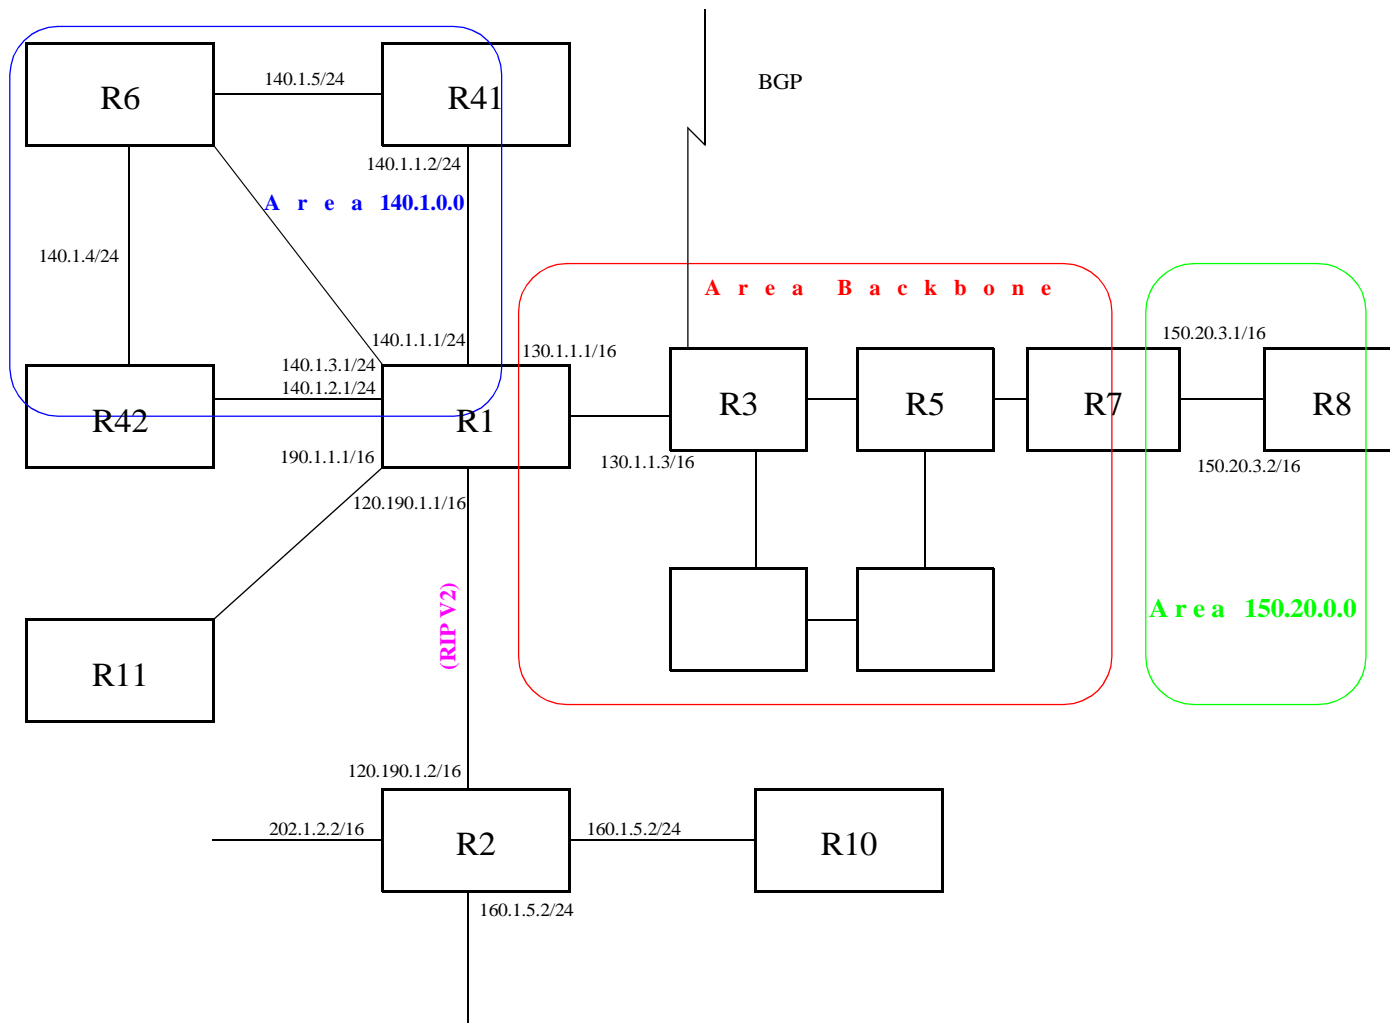 140.1.5/24
BGP
R6
R41
140.1.1.2/24
A r e a 140.1.0.0
140.1.4/24
A r e a B a c k b o n e
140.1.1.1/24
130.1.1.1/16
150.20.3.1/16
140.1.3.1/24
140.1.2.1/24
R42
R1
R3
R5
R7
R8
190.1.1.1/16
130.1.1.3/16
150.20.3.2/16
120.190.1.1/16
(RIP V2)
A r e a 150.20.0.0
R11
120.190.1.2/16
202.1.2.2/16
R2
160.1.5.2/24
R10
160.1.5.2/24